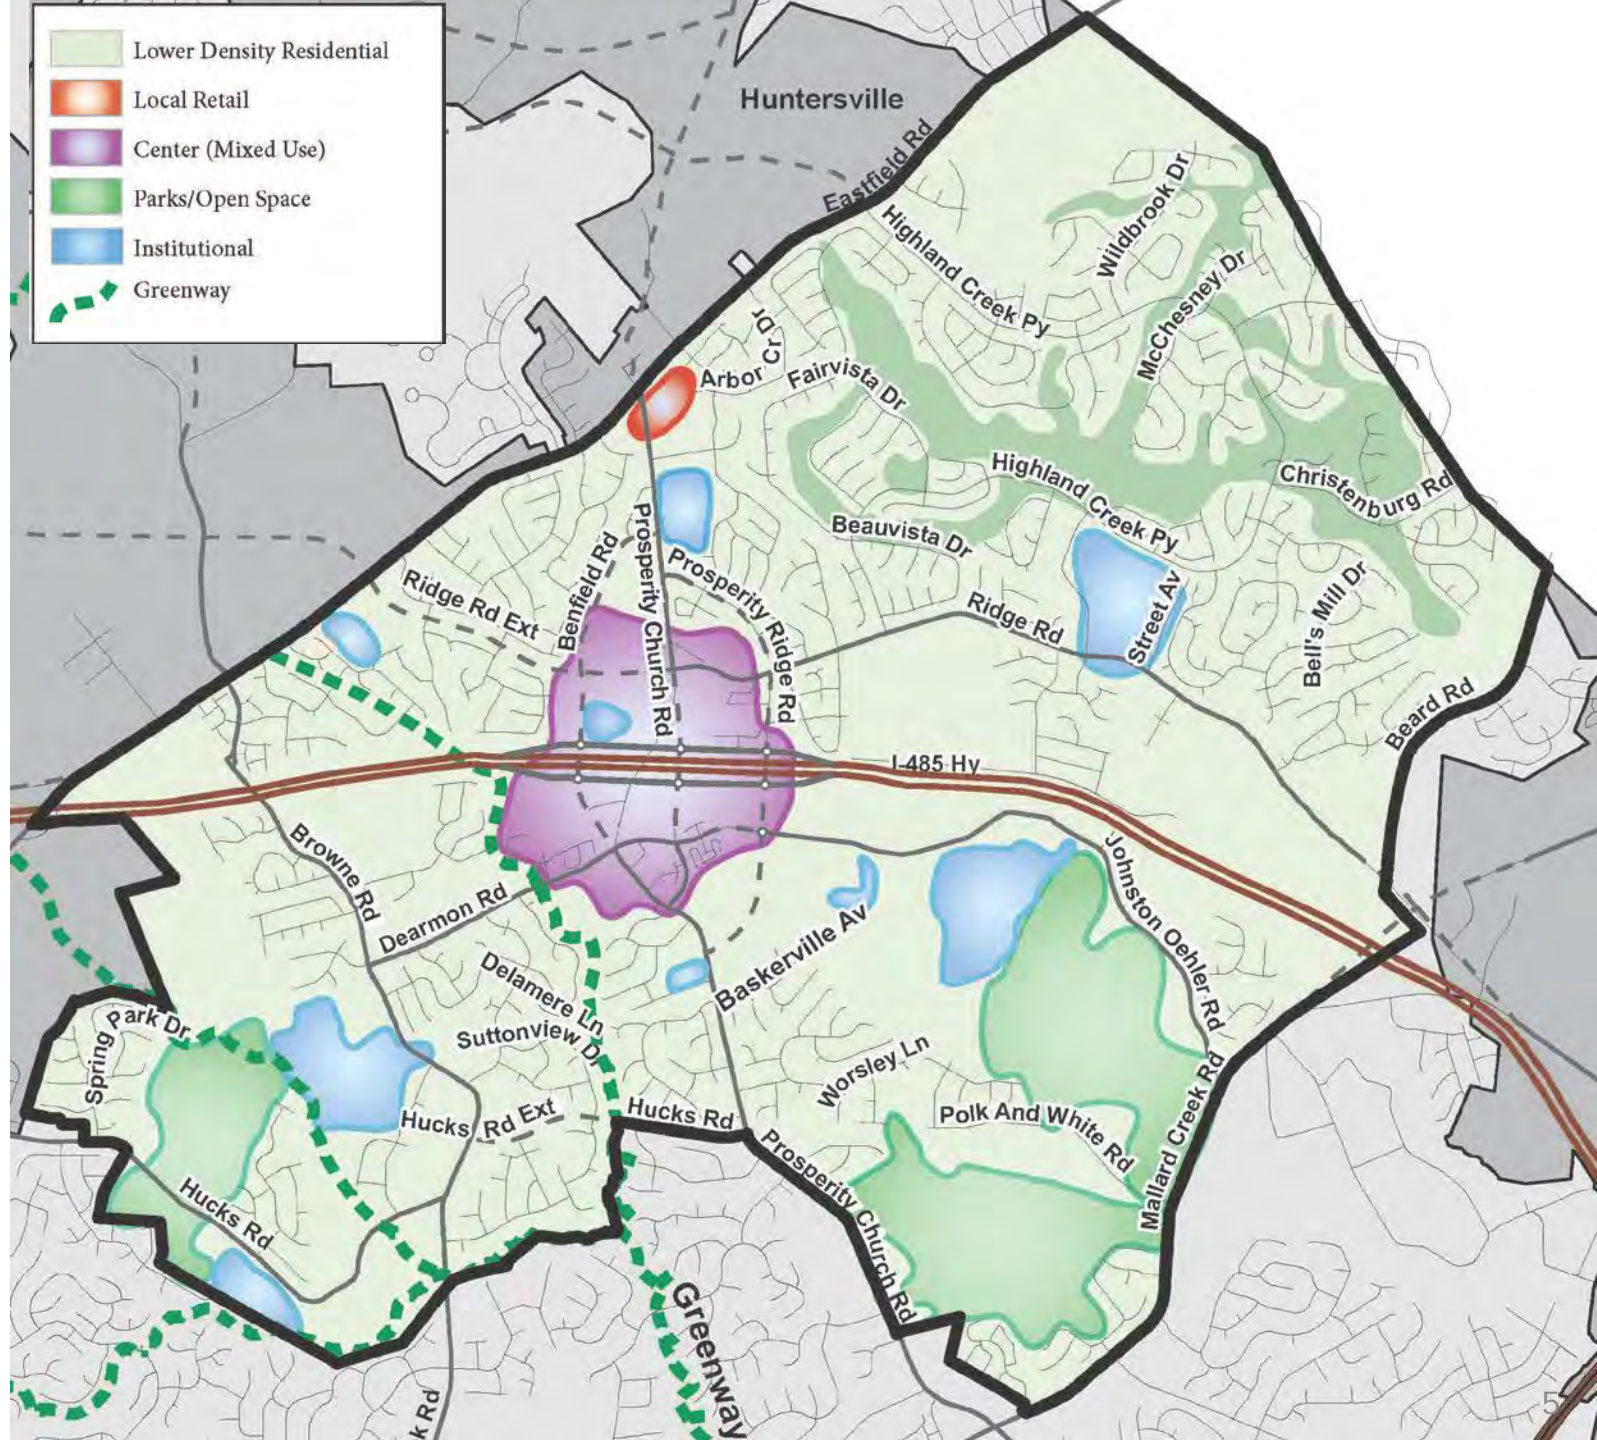 Lower Density Residential
Local Retail
Center (Mixed Use)
Parks/Open Space
Institutional
Greenway
Huntersville
Eastfield Rd
Wildbrook Dr
Highland Creek Py
McChesney Dr
Arbor Cr Dr
Fairvista Dr
Highland Creek Py
Christenburg Rd
Beauvista Dr
Prosperity Church Rd
Benfield Rd
Prosperity Ridge Rd
Ridge Rd Ext
Ridge Rd
Street Av
Bell's Mill Dr
Beard Rd
I-485 Hy
Browne Rd
Johnston Oehler Rd
Dearmon Rd
Baskerville Av
Delamere Ln
Suttonview Dr
Spring Park Dr
Worsley Ln
Hucks Rd Ext
Hucks Rd
Polk And White Rd
Mallard Creek Rd
Prosperity Church Rd
Hucks Rd
Greenway
k Rd
5